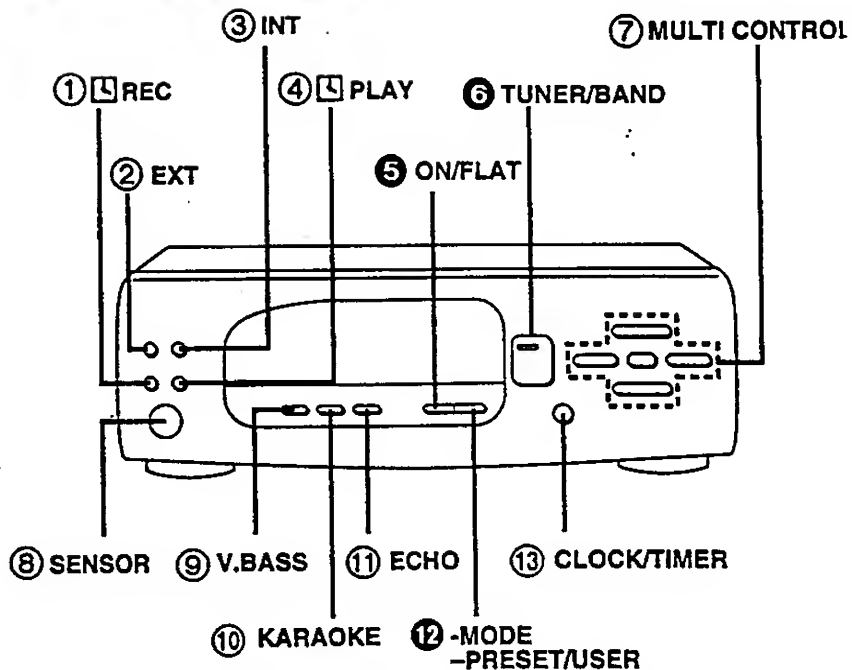 ③ INT
⑦ MULTI CONTROL
① REC
④ PLAY
❻ TUNER/BAND
② EXT
❺ ON/FLAT
⑧ SENSOR
⑨ V.BASS
⑪ ECHO
⑬ CLOCK/TIMER
⑩ KARAOKE
⓬ -MODE
–PRESET/USER